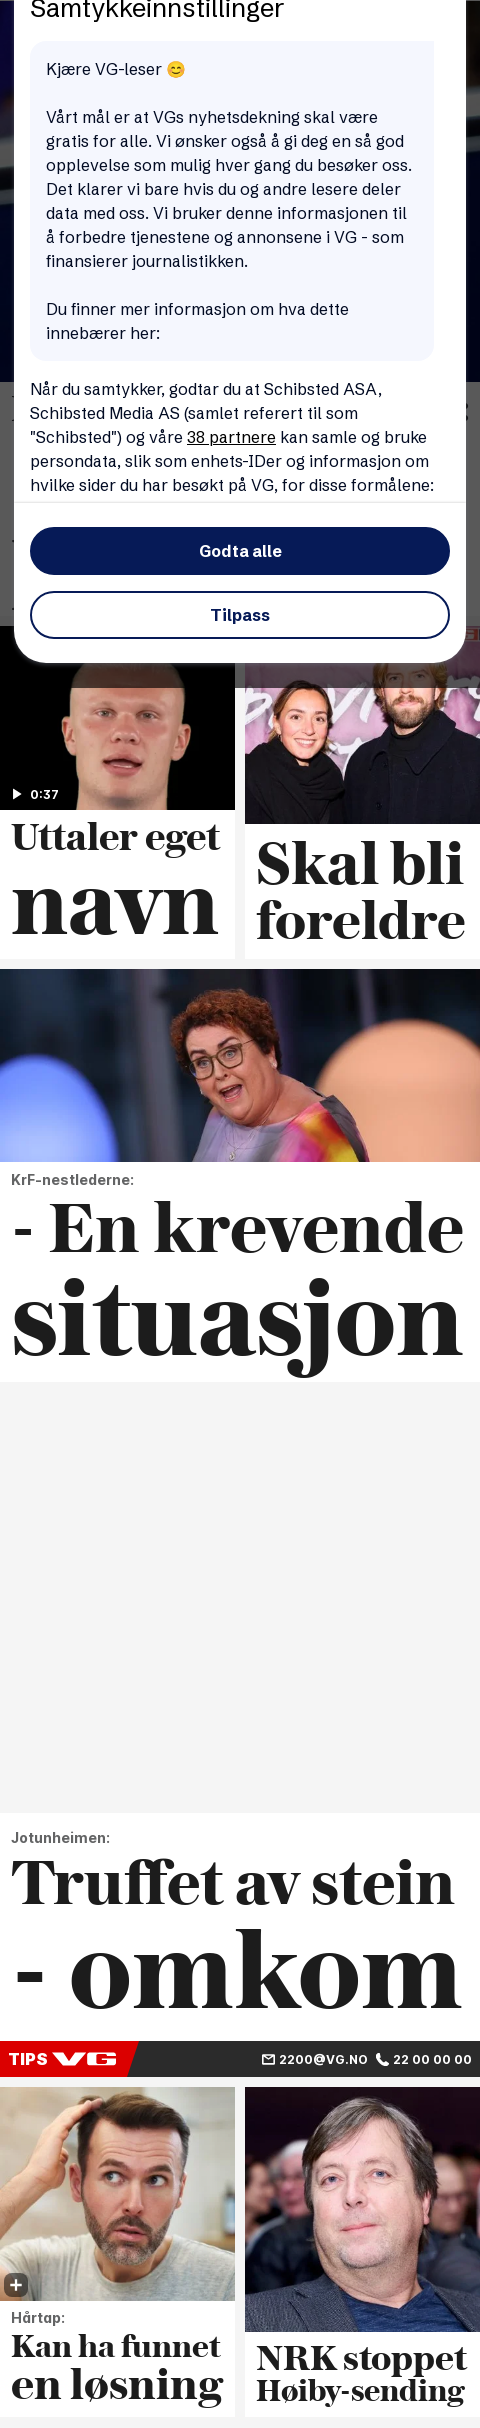 Samtykkeinnstillinger
Kjære VG-leser 😊
Vårt mål er at VGs nyhetsdekning skal være
gratis for alle. Vi ønsker også å gi deg en så god
opplevelse som mulig hver gang du besøker oss.
Det klarer vi bare hvis du og andre lesere deler
data med oss. Vi bruker denne informasjonen til
å forbedre tjenestene og annonsene i VG - som
finansierer journalistikken.
Du finner mer informasjon om hva dette
innebærer her:
Når du samtykker, godtar du at Schibsted ASA,
Schibsted Media AS (samlet referert til som
"Schibsted") og våre 38 partnere kan samle og bruke
persondata, slik som enhets-IDer og informasjon om
hvilke sider du har besøkt på VG, for disse formålene:
Godta alle
Tilpass
0:37
Uttaler eget
navn
Skal bli
foreldre
KrF-nestlederne:
- En krevende
situasjon
Jotunheimen:
Truffet av stein
- omkom
TIPS VG 2200@VG.NO 22 00 00 00
Hårtap:
Kan ha funnet
en løsning
NRK stoppet
Høiby-sending